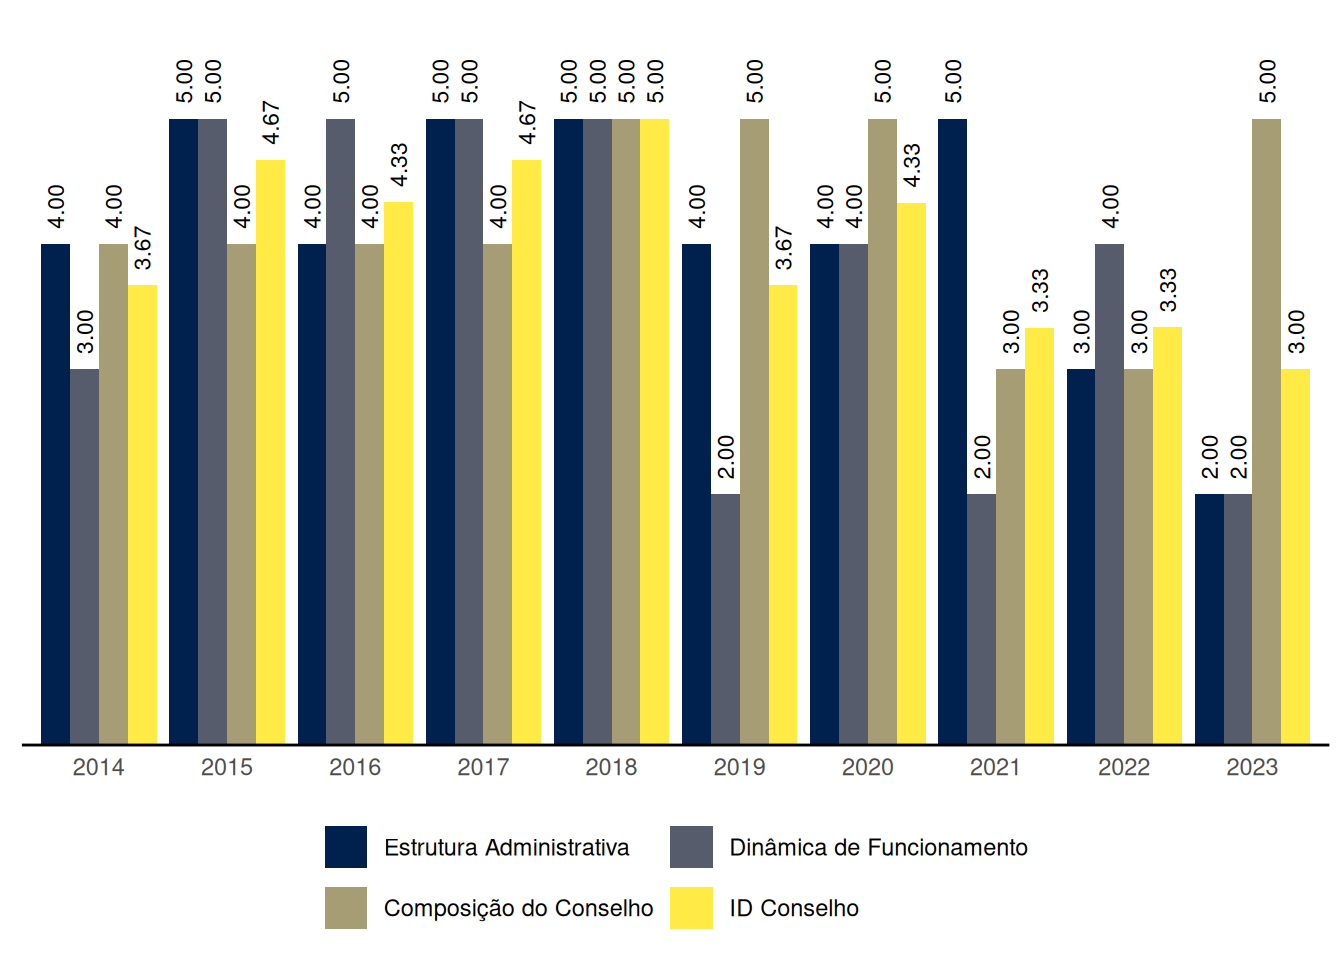 4.00 3.00 4.00 3.67 5.00 5.00 4.00 4.67 4.00 5.00 4.00 4.33 5.00 5.00 4.00 4.67 5.00 5.00 5.00 5.00 4.00 2.00 5.00 3.67 4.00 4.00 5.00 4.33 5.00 2.00 3.00 3.33 3.00 4.00 3.00 3.33 2.00 2.00 5.00 3.00
2014 2015 2016 2017 2018 2019 2020 2021 2022 2023
Estrutura Administrativa Dinâmica de Funcionamento
Composição do Conselho ID Conselho